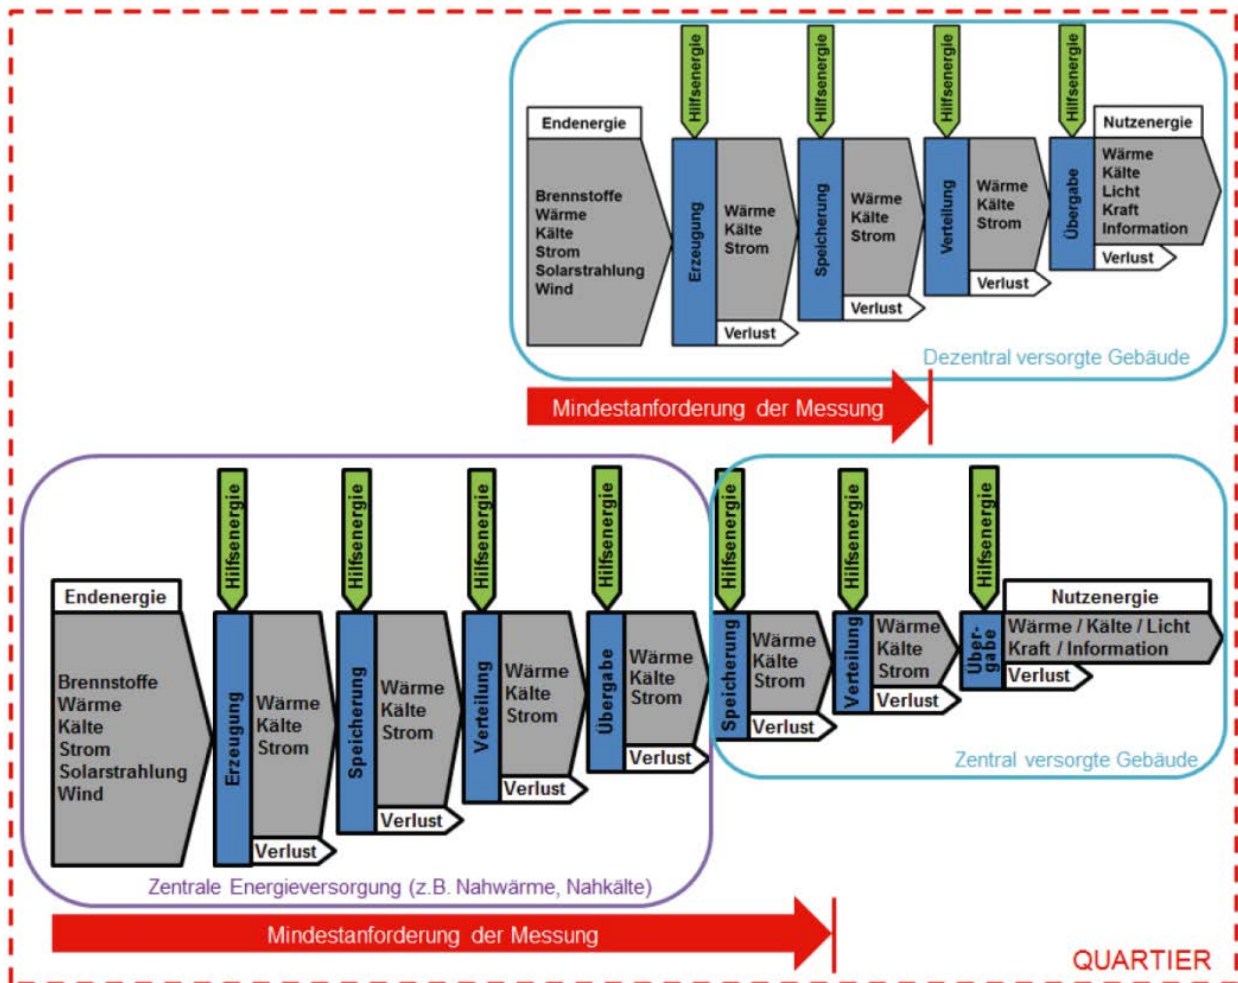 Hilfsenergie
Hilfsenergie
Hilfsenergie
Hilfsenergie
Endenergie
Brennstoffe
Wärme
Kälte
Strom
Solarstrahlung
Wind
Erzeugung
Wärme
Kälte
Strom
Verlust
Speicherung
Wärme
Kälte
Strom
Verlust
Verteilung
Wärme
Kälte
Strom
Verlust
Übergabe
Nutzenergie
Wärme
Kälte
Licht
Kraft
Information
Verlust
Dezentral versorgte Gebäude
Mindestanforderung der Messung
Hilfsenergie
Hilfsenergie
Hilfsenergie
Hilfsenergie
Hilfsenergie
Hilfsenergie
Hilfsenergie
Endenergie
Brennstoffe
Wärme
Kälte
Strom
Solarstrahlung
Wind
Erzeugung
Wärme
Kälte
Strom
Verlust
Speicherung
Wärme
Kälte
Strom
Verlust
Verteilung
Wärme
Kälte
Strom
Verlust
Übergabe
Wärme
Kälte
Strom
Verlust
Speicherung
Wärme
Kälte
Strom
Verlust
Verteilung
Wärme
Kälte
Strom
Verlust
Über-
gabe
Nutzenergie
Wärme / Kälte / Licht
Kraft / Information
Verlust
Zentral versorgte Gebäude
Zentrale Energieversorgung (z.B. Nahwärme, Nahkälte)
Mindestanforderung der Messung
QUARTIER